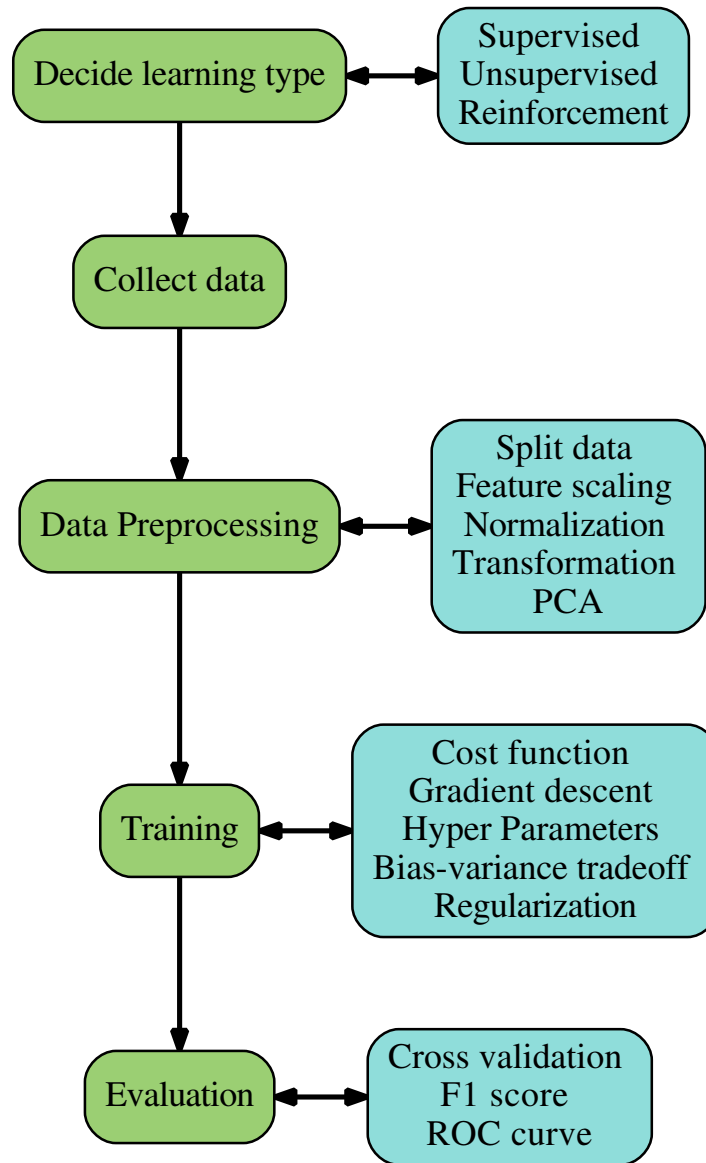 Decide learning type
Supervised
Unsupervised
Reinforcement
Collect data
Data Preprocessing
Split data
Feature scaling
Normalization
Transformation
PCA
Training
Cost function
Gradient descent
Hyper Parameters
Bias-variance tradeoff
Regularization
Evaluation
Cross validation
F1 score
ROC curve